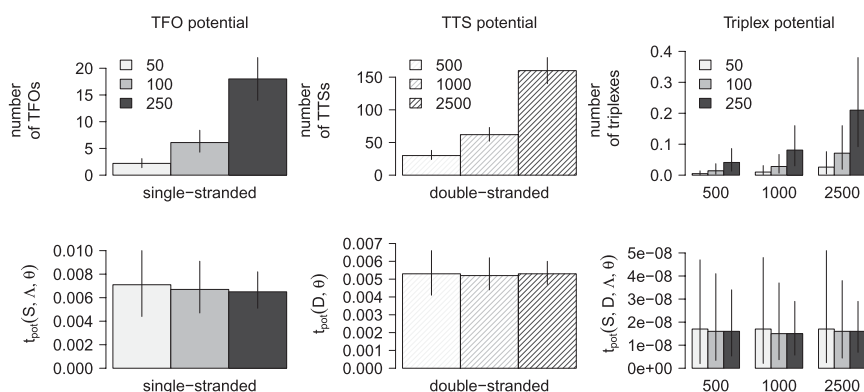 TFO potential
number
of TFOs
20
15
10
5
0
50
100
250
single−stranded
TTS potential
number
of TTSs
150
100
50
0
500
1000
2500
double−stranded
Triplex potential
number
of triplexes
0.4
0.3
0.2
0.1
0.0
50
100
250
500 1000 2500
tpot(S, Λ, θ)
0.010
0.008
0.006
0.004
0.002
0.000
single−stranded
tpot(D, θ)
0.007
0.006
0.005
0.004
0.003
0.002
0.001
0.000
double−stranded
tpot(S, D, Λ, θ)
5e−08
4e−08
3e−08
2e−08
1e−08
0e+00
500 1000 2500